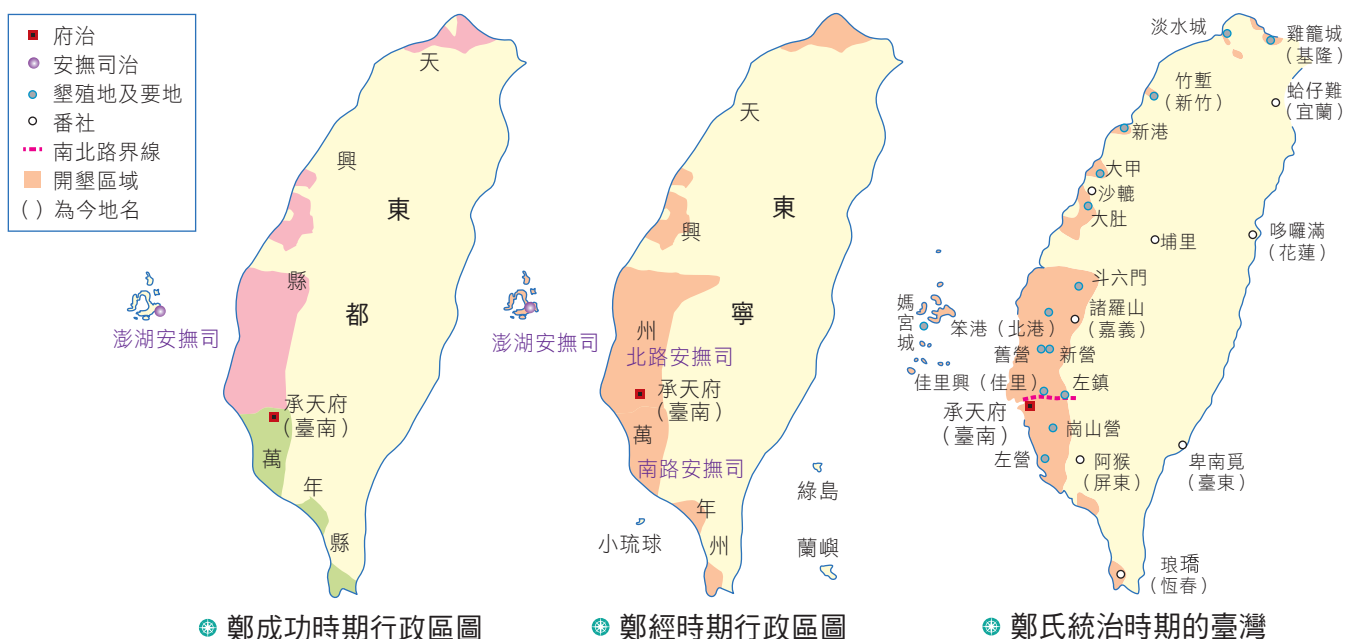 府治
安撫司治
墾殖地及要地
番社
南北路界線
開墾區域
( ) 為今地名
天
興
縣
東
都
澎湖安撫司
承天府
(臺南)
萬
年
縣
鄭成功時期行政區圖
天
興
州
東
寧
澎湖安撫司
北路安撫司
承天府
(臺南)
萬
南路安撫司
年
州
小琉球
綠島
蘭嶼
鄭經時期行政區圖
淡水城
雞籠城
(基隆)
竹塹
(新竹)
蛤仔難
(宜蘭)
新港
大甲
沙轆
大肚
埔里
哆囉滿
(花蓮)
斗六門
媽宮城
諸羅山
(嘉義)
笨港(北港)
舊營
新營
佳里興(佳里)
左鎮
承天府
(臺南)
崗山營
左營
阿猴
(屏東)
卑南覓
(臺東)
琅𤩝
(恆春)
鄭氏統治時期的臺灣